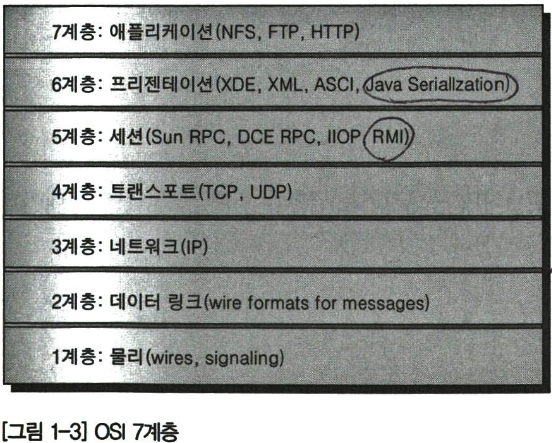 7계층: 애플리케이션(NFS, FTP, HTTP)
6계층: 프리젠테이션(XDE, XML, ASCI, Java Seriallzation)
5계층: 세션(Sun RPC, DCE RPC, IIOP RMI)
4계층: 트랜스포트(TCP, UDP)
3계층: 네트워크(IP)
2계층: 데이터 링크(wire formats for messages)
1계층: 물리(wires, signaling)
[그림 1-3] OSI 7계층